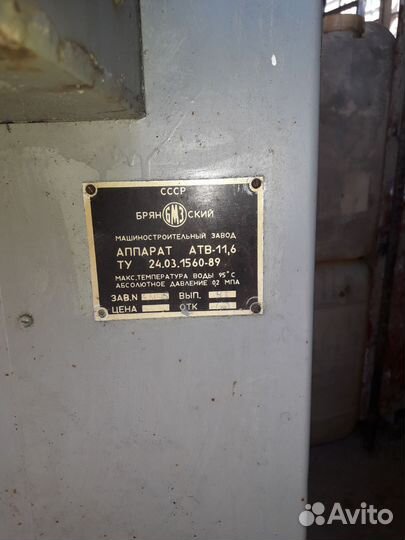 СССР
БРЯН БМЗ СКИЙ
МАШИНОСТРОИТЕЛЬНЫЙ ЗАВОД
АППАРАТ АТВ-11,6
ТУ 24.03.1560-89
МАКС.ТЕМПЕРАТУРА ВОДЫ 95°С
АБСОЛЮТНОЕ ДАВЛЕНИЕ 0,2 МПА
ЗАВ.N ВЫП.
ЦЕНА ОТК
Avito